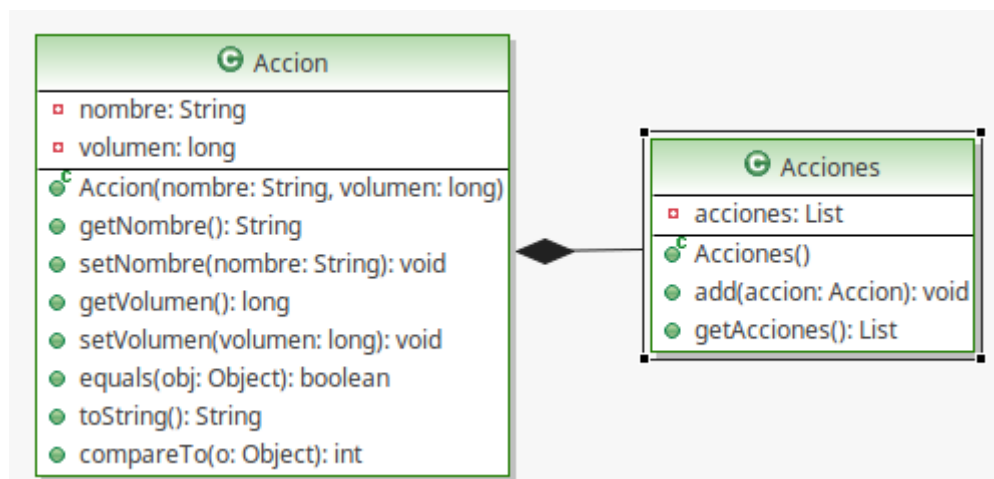 Accion
nombre: String
volumen: long
Accion(nombre: String, volumen: long)
getNombre(): String
setNombre(nombre: String): void
getVolumen(): long
setVolumen(volumen: long): void
equals(obj: Object): boolean
toString(): String
compareTo(o: Object): int
Acciones
acciones: List
Acciones()
add(accion: Accion): void
getAcciones(): List